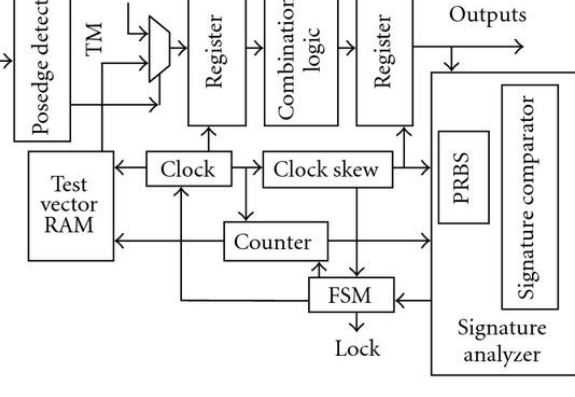 Outputs
TM
Posedge detect
Register
Combination
logic
Register
Clock
Clock skew
Test
vector
RAM
PRBS
Signature comparator
Counter
FSM
Signature
analyzer
Lock